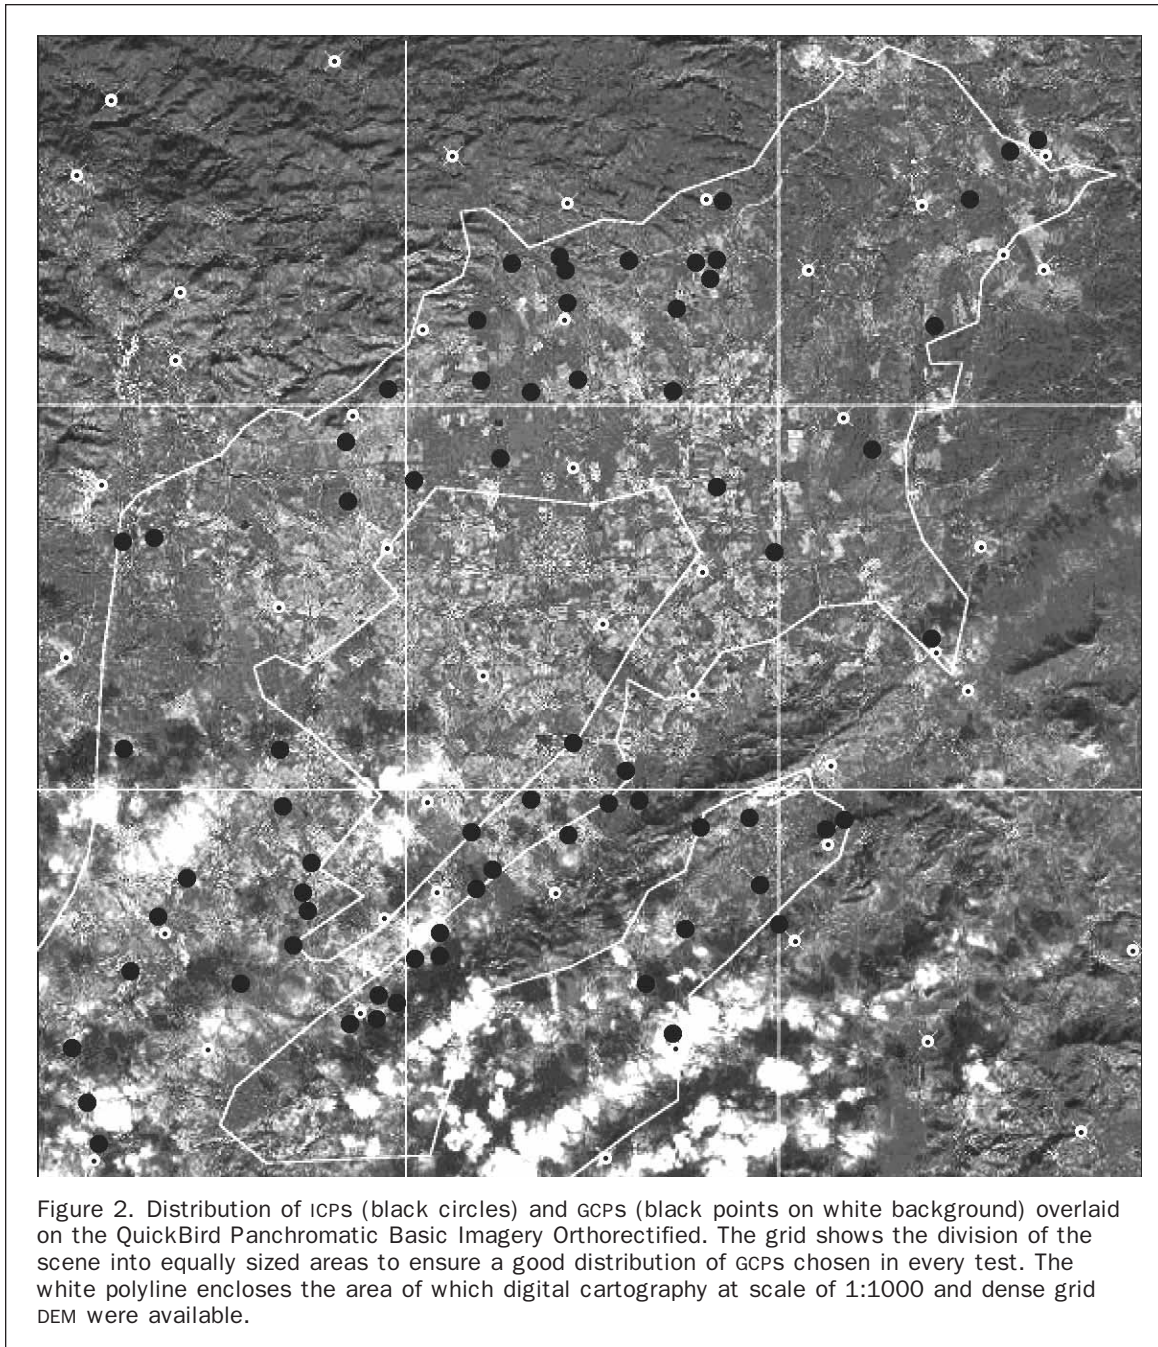 Figure 2. Distribution of ICPs (black circles) and GCPs (black points on white background) overlaid
on the QuickBird Panchromatic Basic Imagery Orthorectified. The grid shows the division of the
scene into equally sized areas to ensure a good distribution of GCPs chosen in every test. The
white polyline encloses the area of which digital cartography at scale of 1:1000 and dense grid
DEM were available.